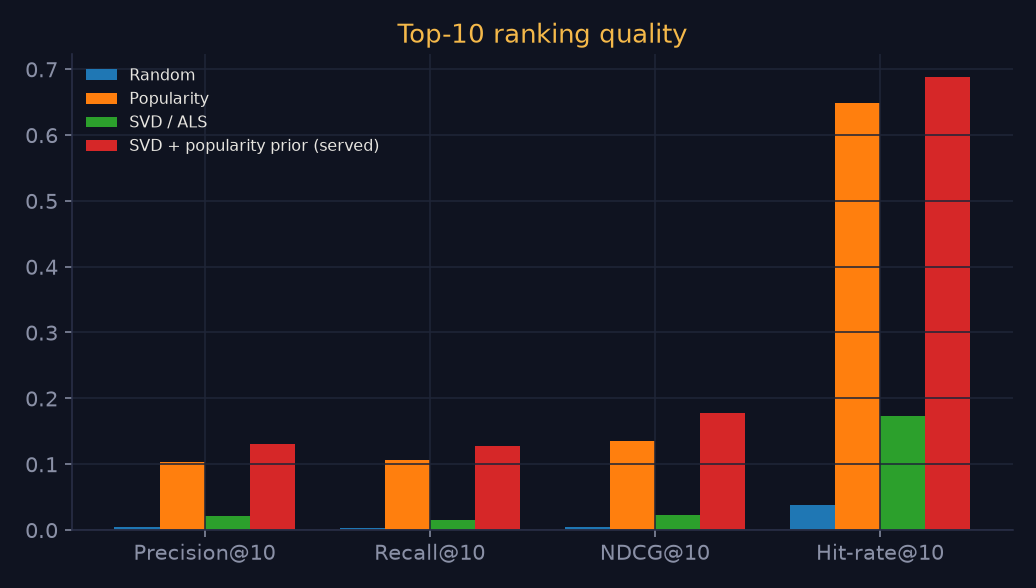 Top-10 ranking quality
Random
Popularity
SVD / ALS
SVD + popularity prior (served)
0.7
0.6
0.5
0.4
0.3
0.2
0.1
0.0
Precision@10
Recall@10
NDCG@10
Hit-rate@10